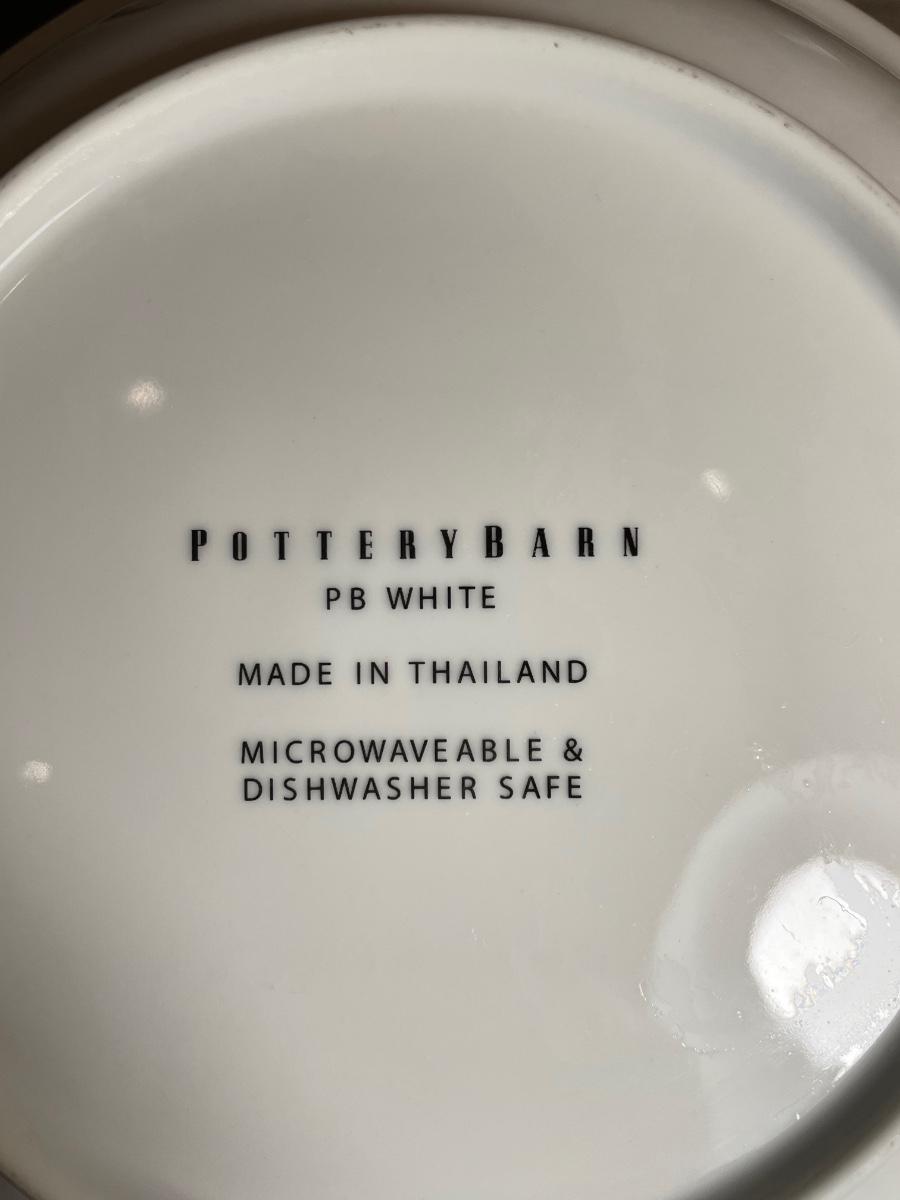 POTTERYBARN
PB WHITE
MADE IN THAILAND
MICROWAVEABLE &
DISHWASHER SAFE